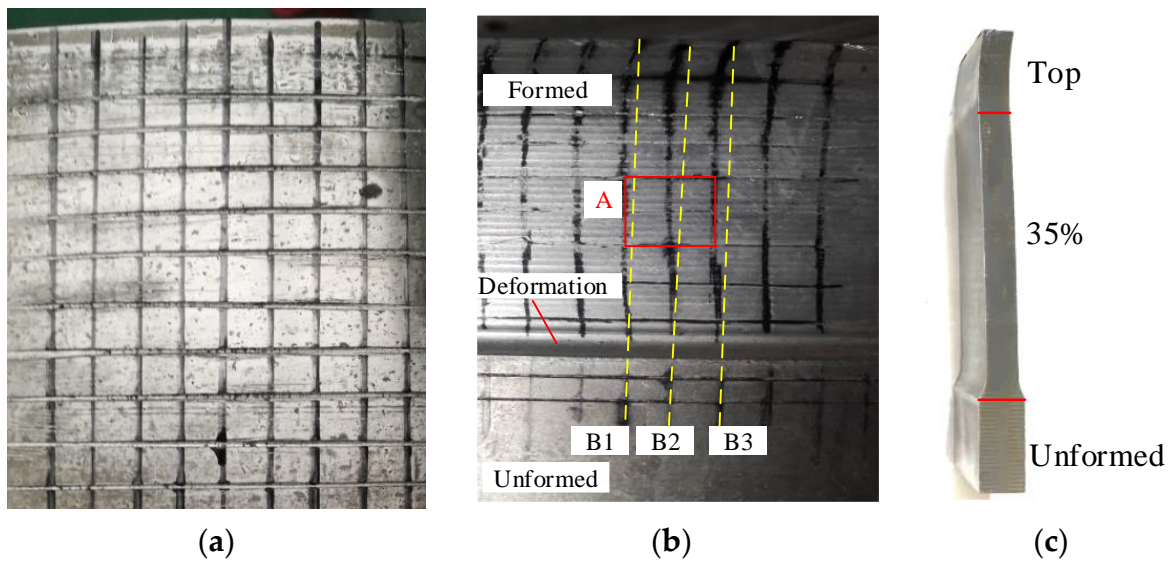 Formed
A
Deformation
B1
B2
B3
Unformed
Top
35%
Unformed
(a)
(b)
(c)